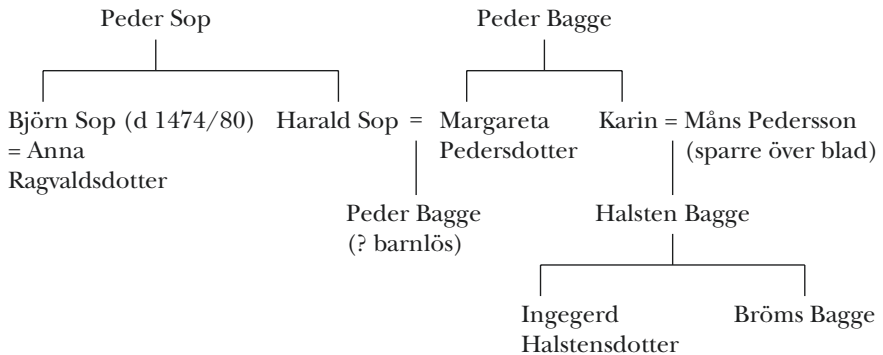 Peder Sop Peder Bagge
Björn Sop (d 1474/80) Harald Sop = Margareta Karin = Måns Pedersson
= Anna Pedersdotter (sparre över blad)
Ragvaldsdotter
Peder Bagge Halsten Bagge
(? barnlös)
Ingegerd Bröms Bagge
Halstensdotter